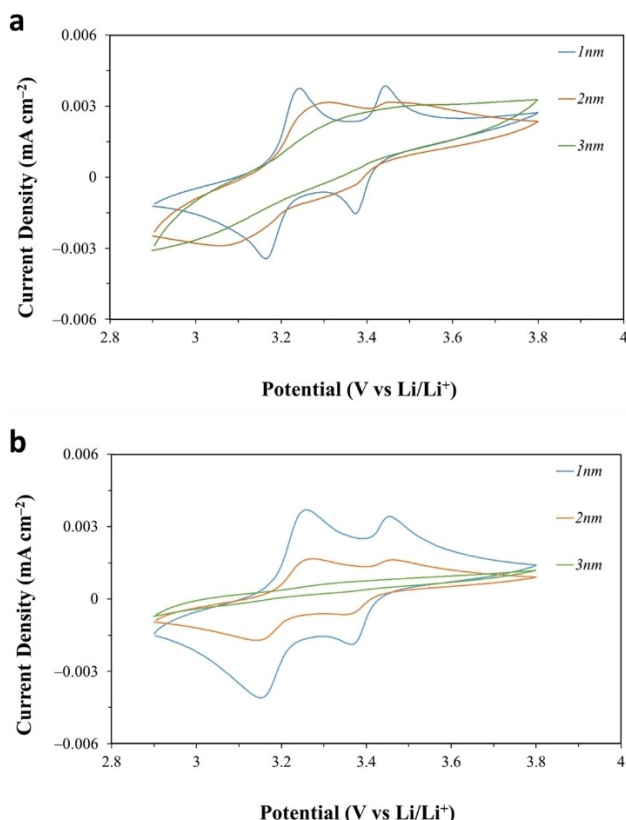 a
0.006
0.003
0
–0.003
–0.006
Current Density (mA cm⁻²)
1nm
2nm
3nm
2.8 3 3.2 3.4 3.6 3.8 4
Potential (V vs Li/Li⁺)
b
0.006
0.003
0
–0.003
–0.006
Current Density (mA cm⁻²)
1nm
2nm
3nm
2.8 3 3.2 3.4 3.6 3.8 4
Potential (V vs Li/Li⁺)